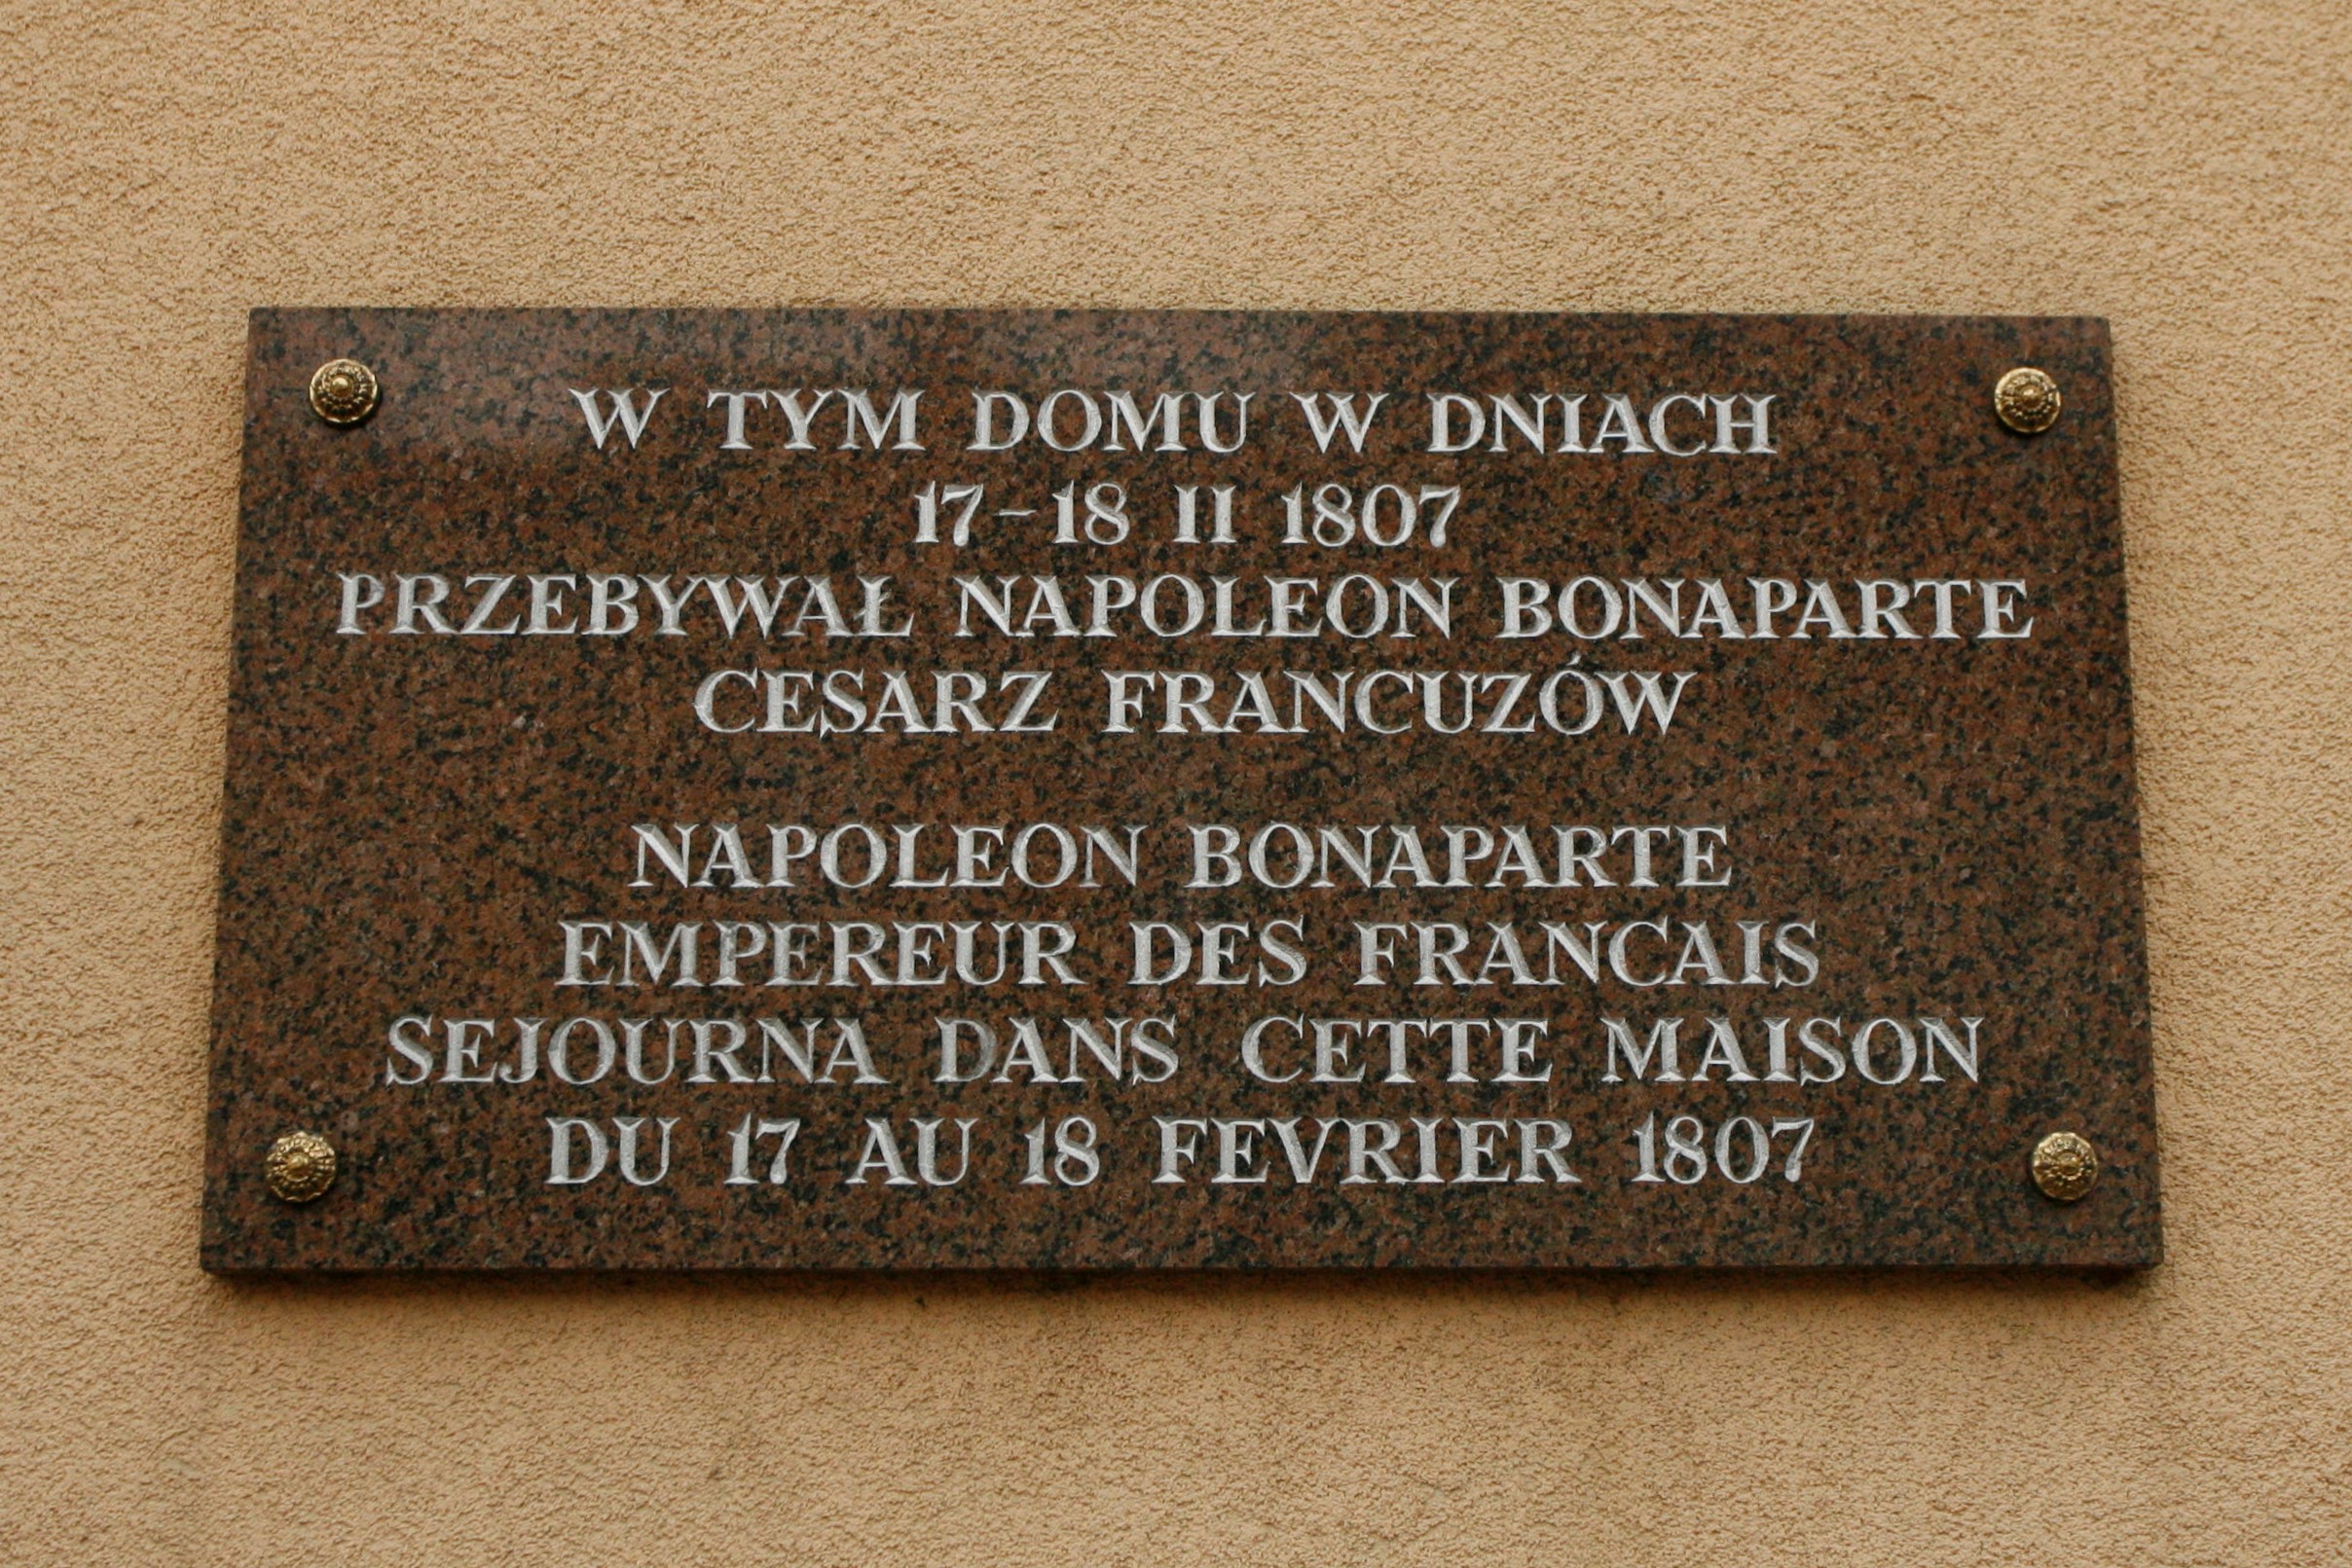 W TYM DOMU W DNIACH
17-18 II 1807
PRZEBYWAŁ NAPOLEON BONAPARTE
CESARZ FRANCUZÓW
NAPOLEON BONAPARTE
EMPEREUR DES FRANCAIS
SEJOURNA DANS CETTE MAISON
DU 17 AU 18 FEVRIER 1807